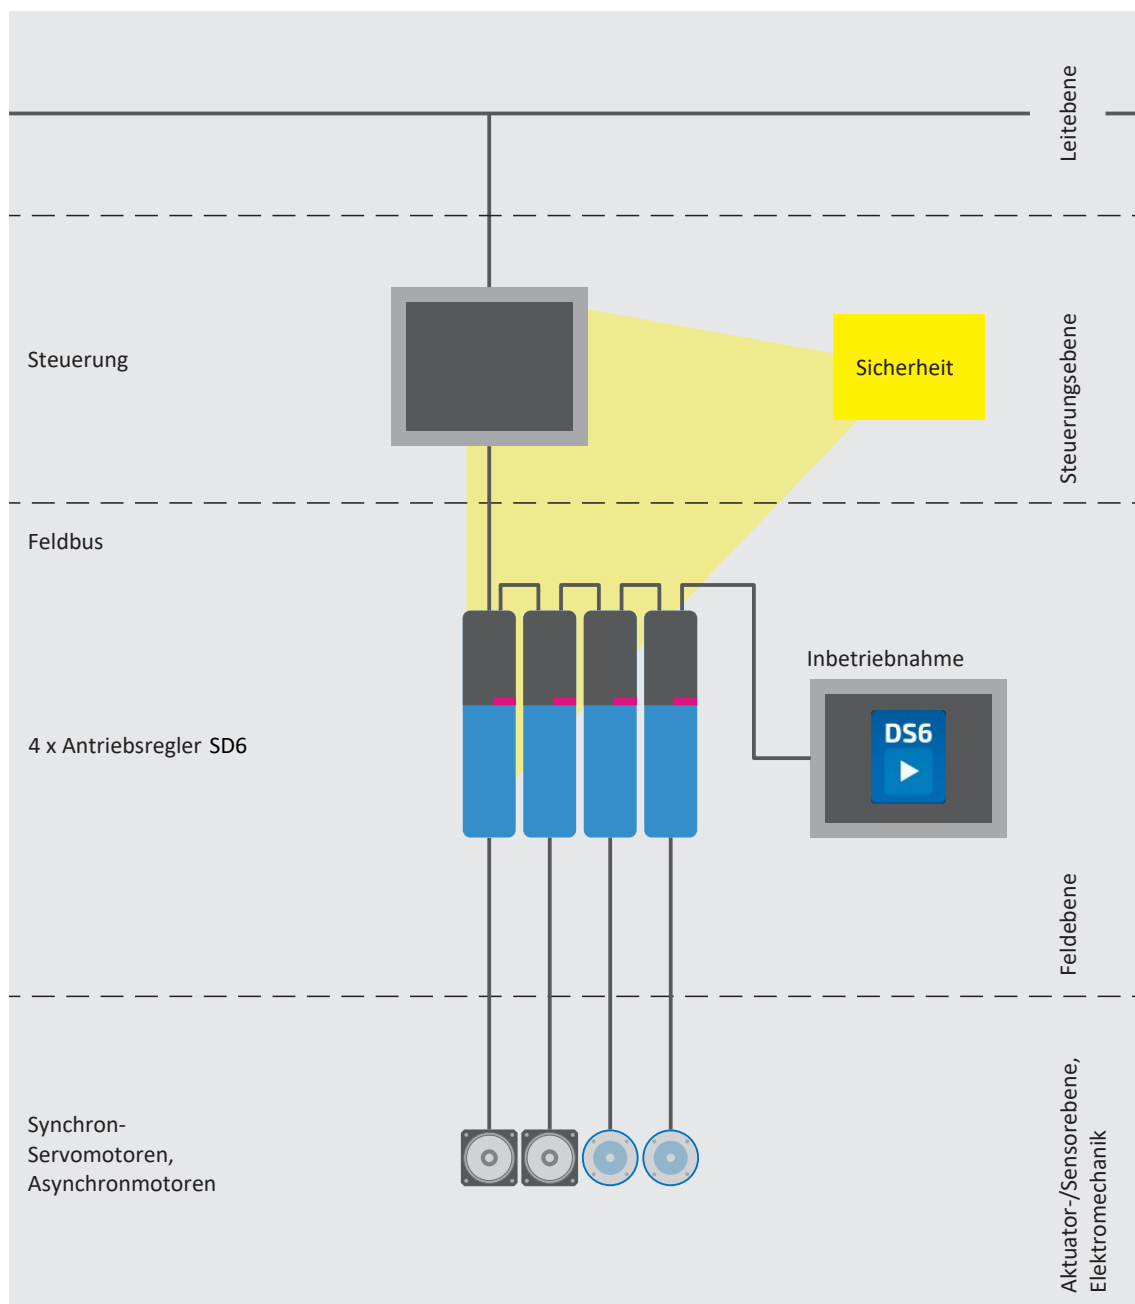 Leitebene
Steuerung
Sicherheit
Steuerungsebene
Feldbus
Inbetriebnahme
DS6
4 x Antriebsregler SD6
Feldebene
Synchron-
Servomotoren,
Asynchronmotoren
Aktuator-/Sensorebene,
Elektromechanik